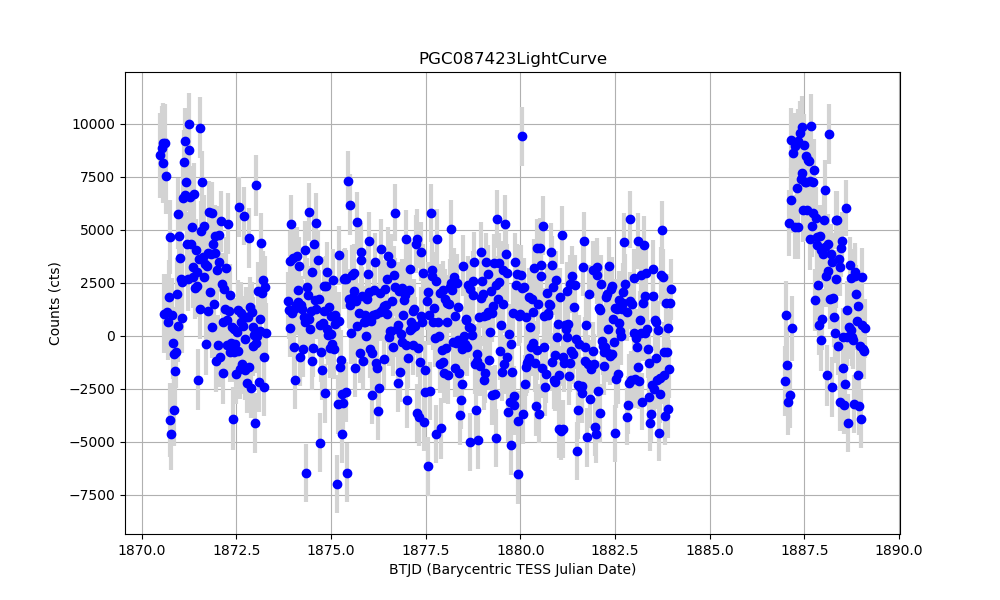 PGC087423LightCurve
Counts (cts)
10000
7500
5000
2500
0
−2500
−5000
−7500
1870.0 1872.5 1875.0 1877.5 1880.0 1882.5 1885.0 1887.5 1890.0
BTJD (Barycentric TESS Julian Date)